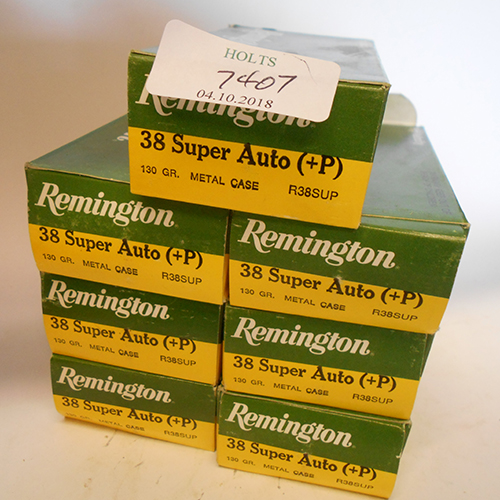 HOLTS
7407
04.10.2018
Remington
38 Super Auto (+P)
130 GR. METAL CASE R38SUP
Remington
38 Super Auto (+P)
130 GR. METAL CASE R38SUP
Remington
38 Super Auto (+P)
130 GR. METAL CASE R38SUP
Remington
38 Super Auto (+P)
130 GR. METAL CASE R38SUP
Remington
38 Super Auto (+P)
130 GR. METAL CASE R38SUP
Remington
38 Super Auto (+P)
GR. METAL CASE R38SUP
Remington
38 Super Auto (+P)
130 GR. METAL CASE R38SUP